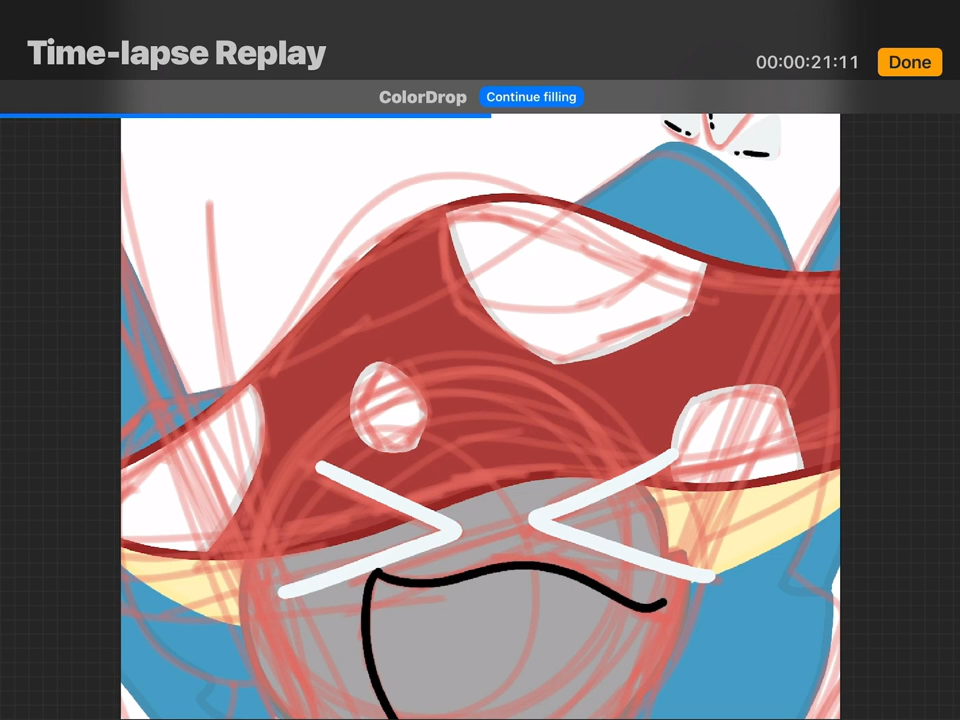 Time-lapse Replay
00:00:21:11
Done
ColorDrop
Continue filling